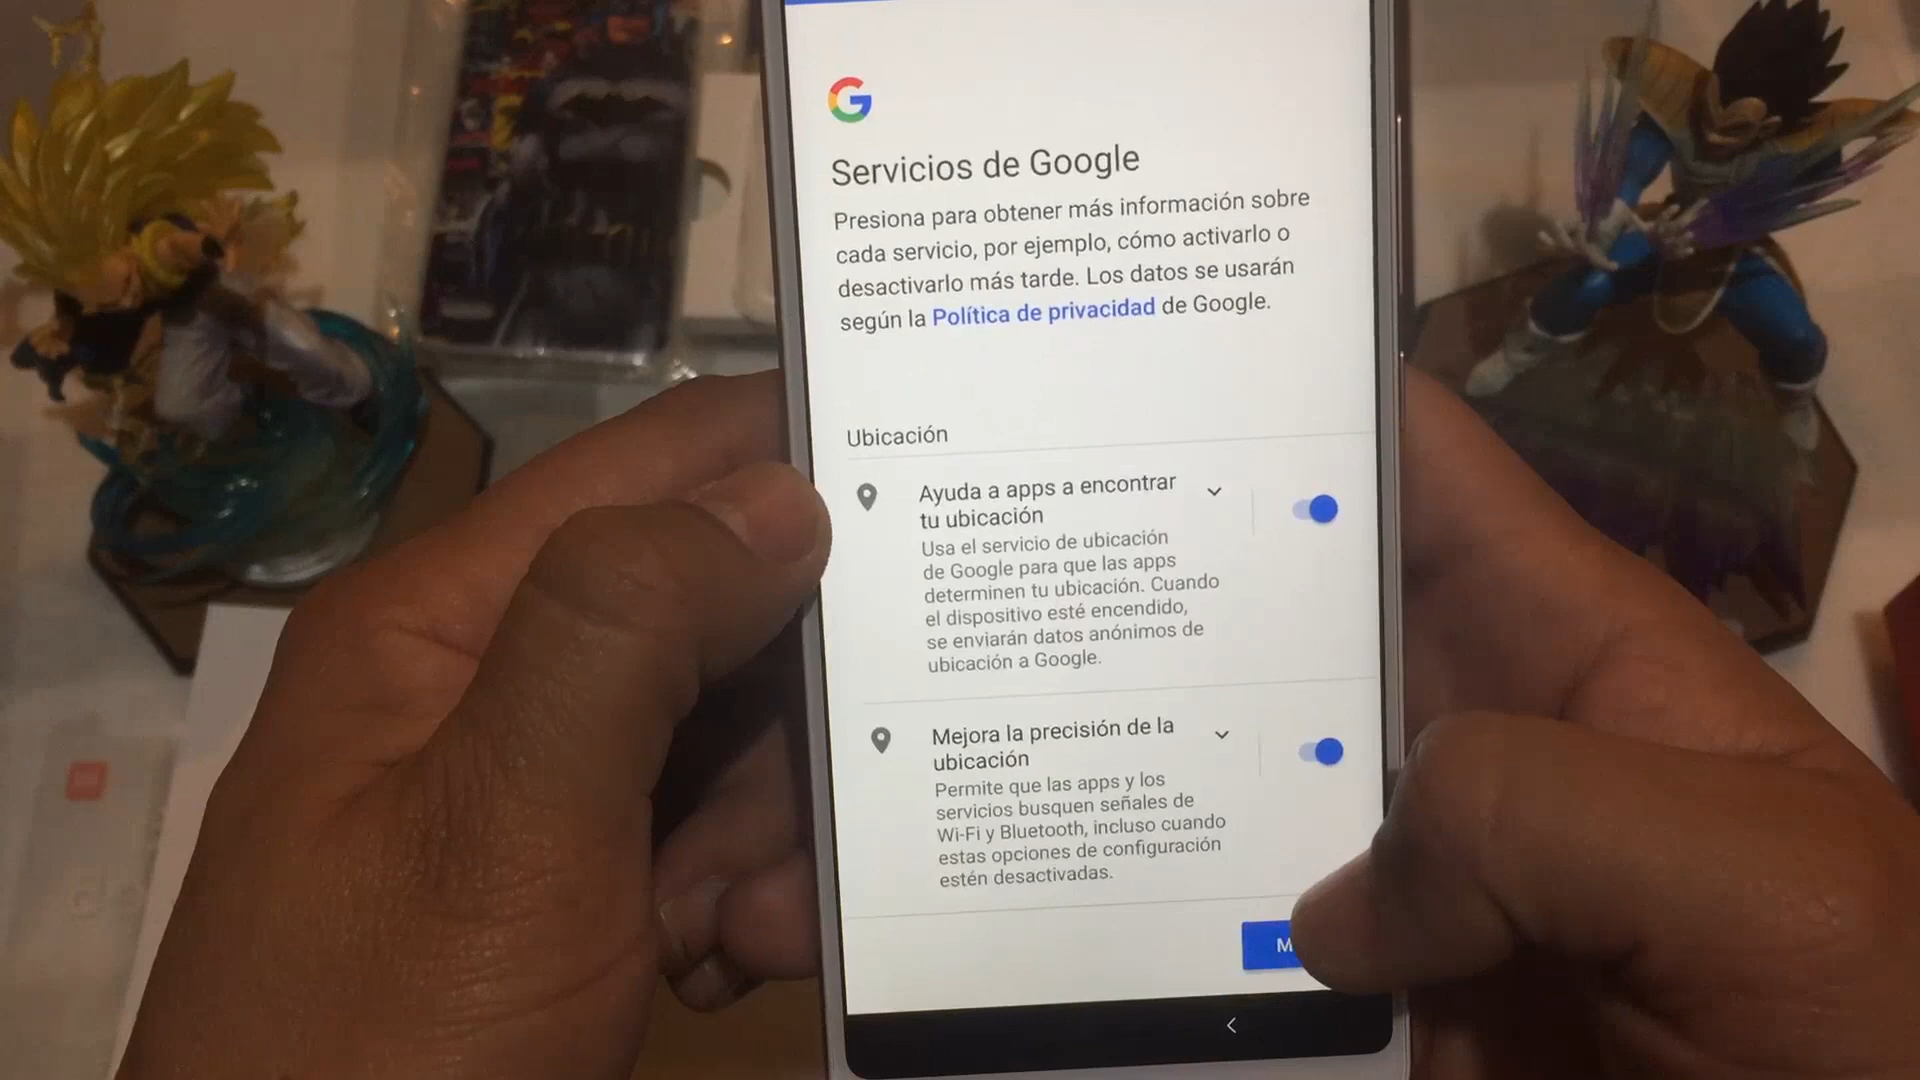 Servicios de Google
Presiona para obtener más información sobre
cada servicio, por ejemplo, cómo activarlo o
desactivarlo más tarde. Los datos se usarán
según la Política de privacidad de Google.
Ubicación
Ayuda a apps a encontrar
tu ubicación
Usa el servicio de ubicación
de Google para que las apps
determinen tu ubicación. Cuando
el dispositivo esté encendido,
se enviarán datos anónimos de
ubicación a Google.
Mejora la precisión de la
ubicación
Permite que las apps y los
servicios busquen señales de
Wi-Fi y Bluetooth, incluso cuando
estas opciones de configuración
estén desactivadas.